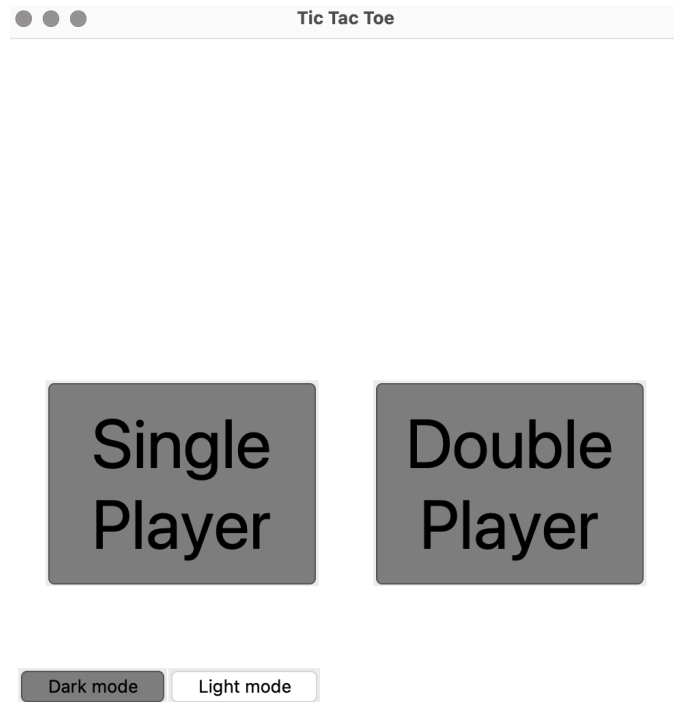 Tic Tac Toe
Single
Player
Double
Player
Dark mode
Light mode